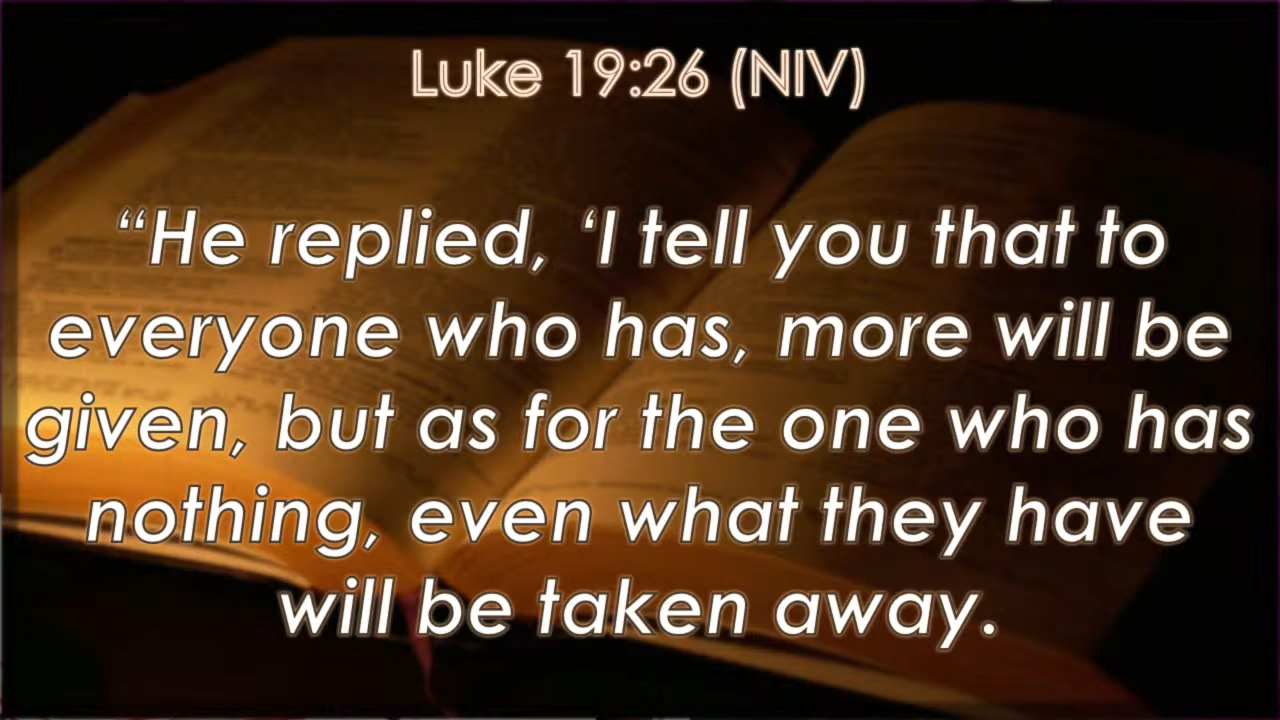 Luke 19:26 (NIV)
“He replied, ‘I tell you that to
everyone who has, more will be
given, but as for the one who has
nothing, even what they have
will be taken away.